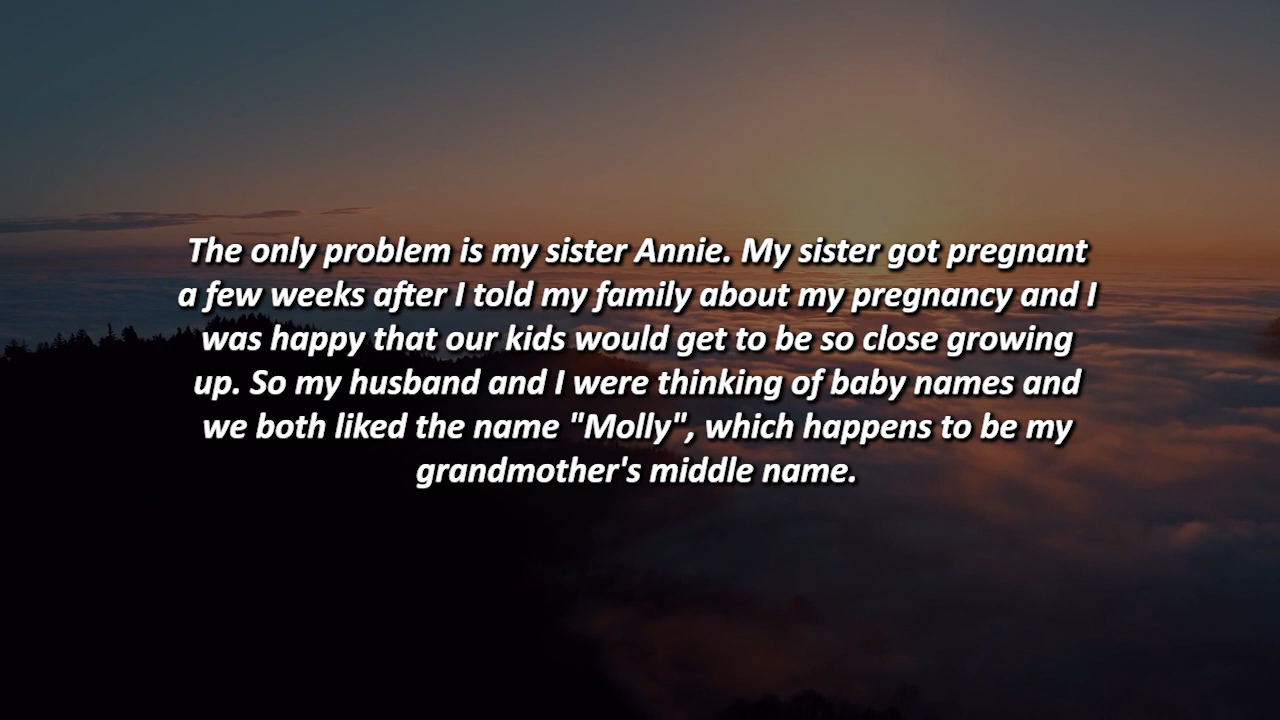 The only problem is my sister Annie. My sister got pregnant
a few weeks after I told my family about my pregnancy and I
was happy that our kids would get to be so close growing
up. So my husband and I were thinking of baby names and
we both liked the name "Molly", which happens to be my
grandmother's middle name.